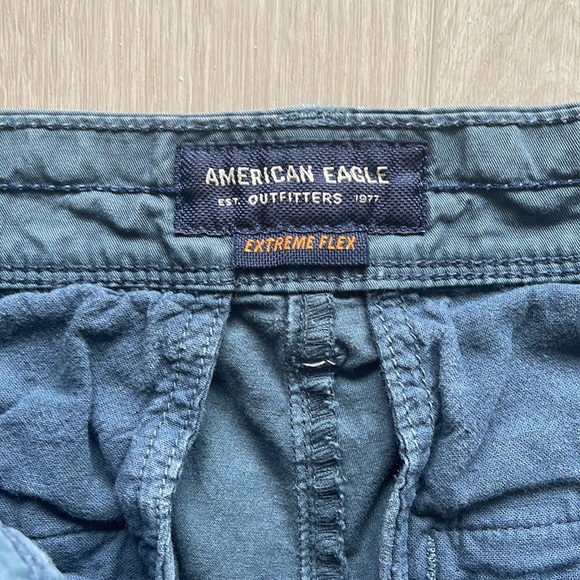 AMERICAN EAGLE
EST. OUTFITTERS 1977
EXTREME FLEX